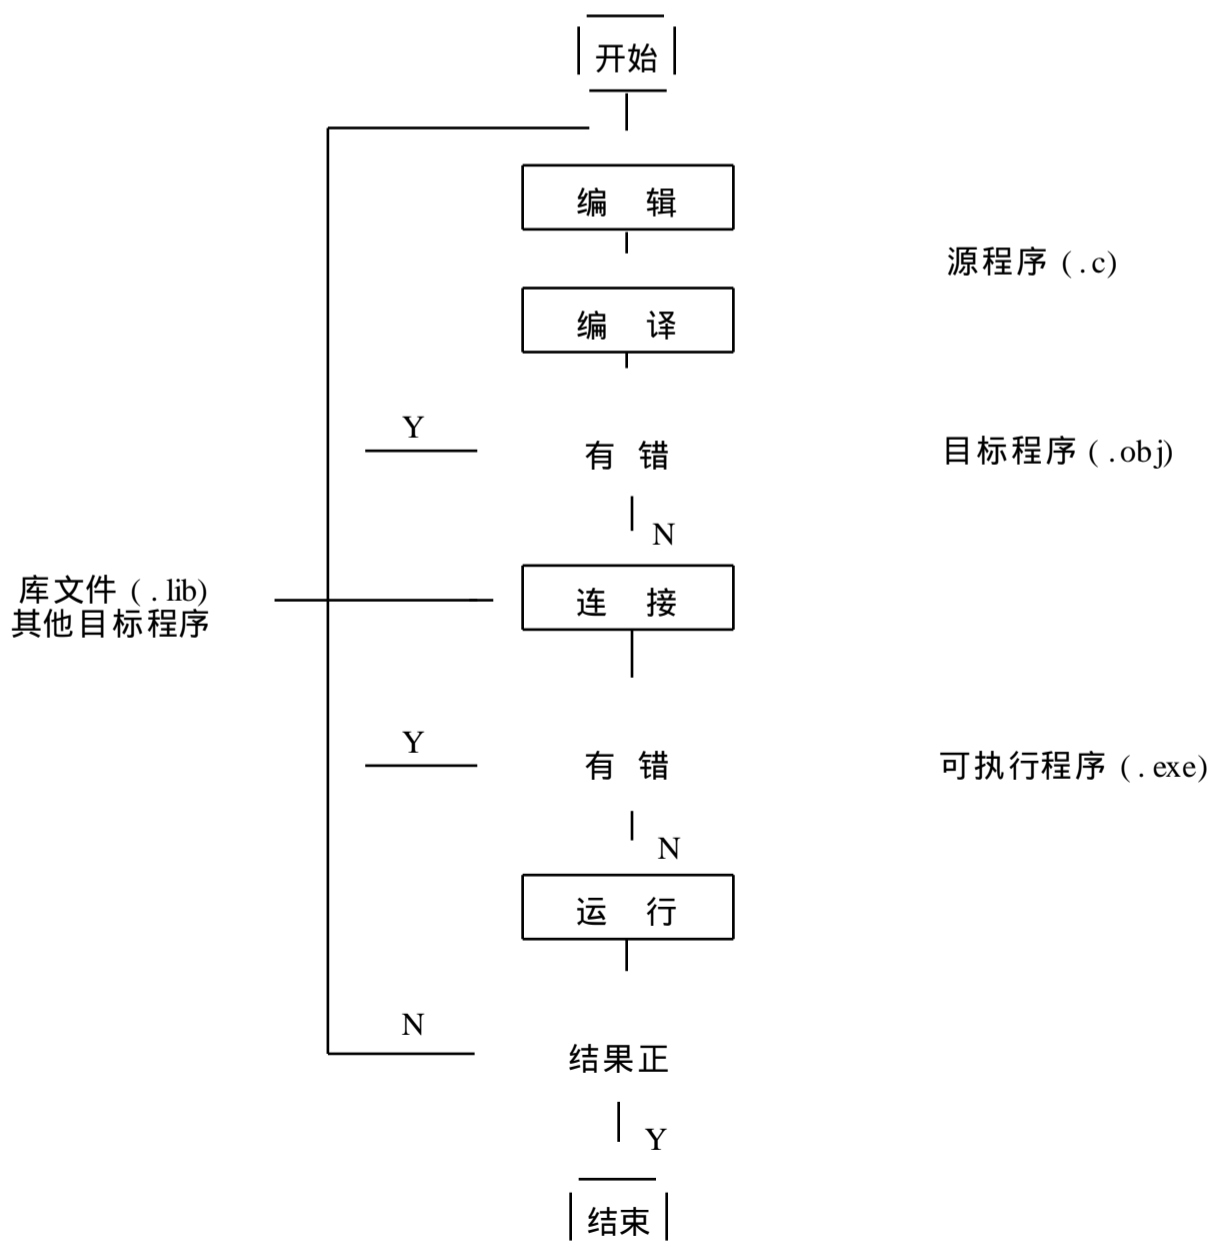 开始
编 辑
源程序 (.c)
编 译
Y
有 错
目标程序 (.obj)
N
库文件 (.lib)
其他目标程序
连 接
Y
有 错
可执行程序 (.exe)
N
运 行
N
结果正
Y
结束